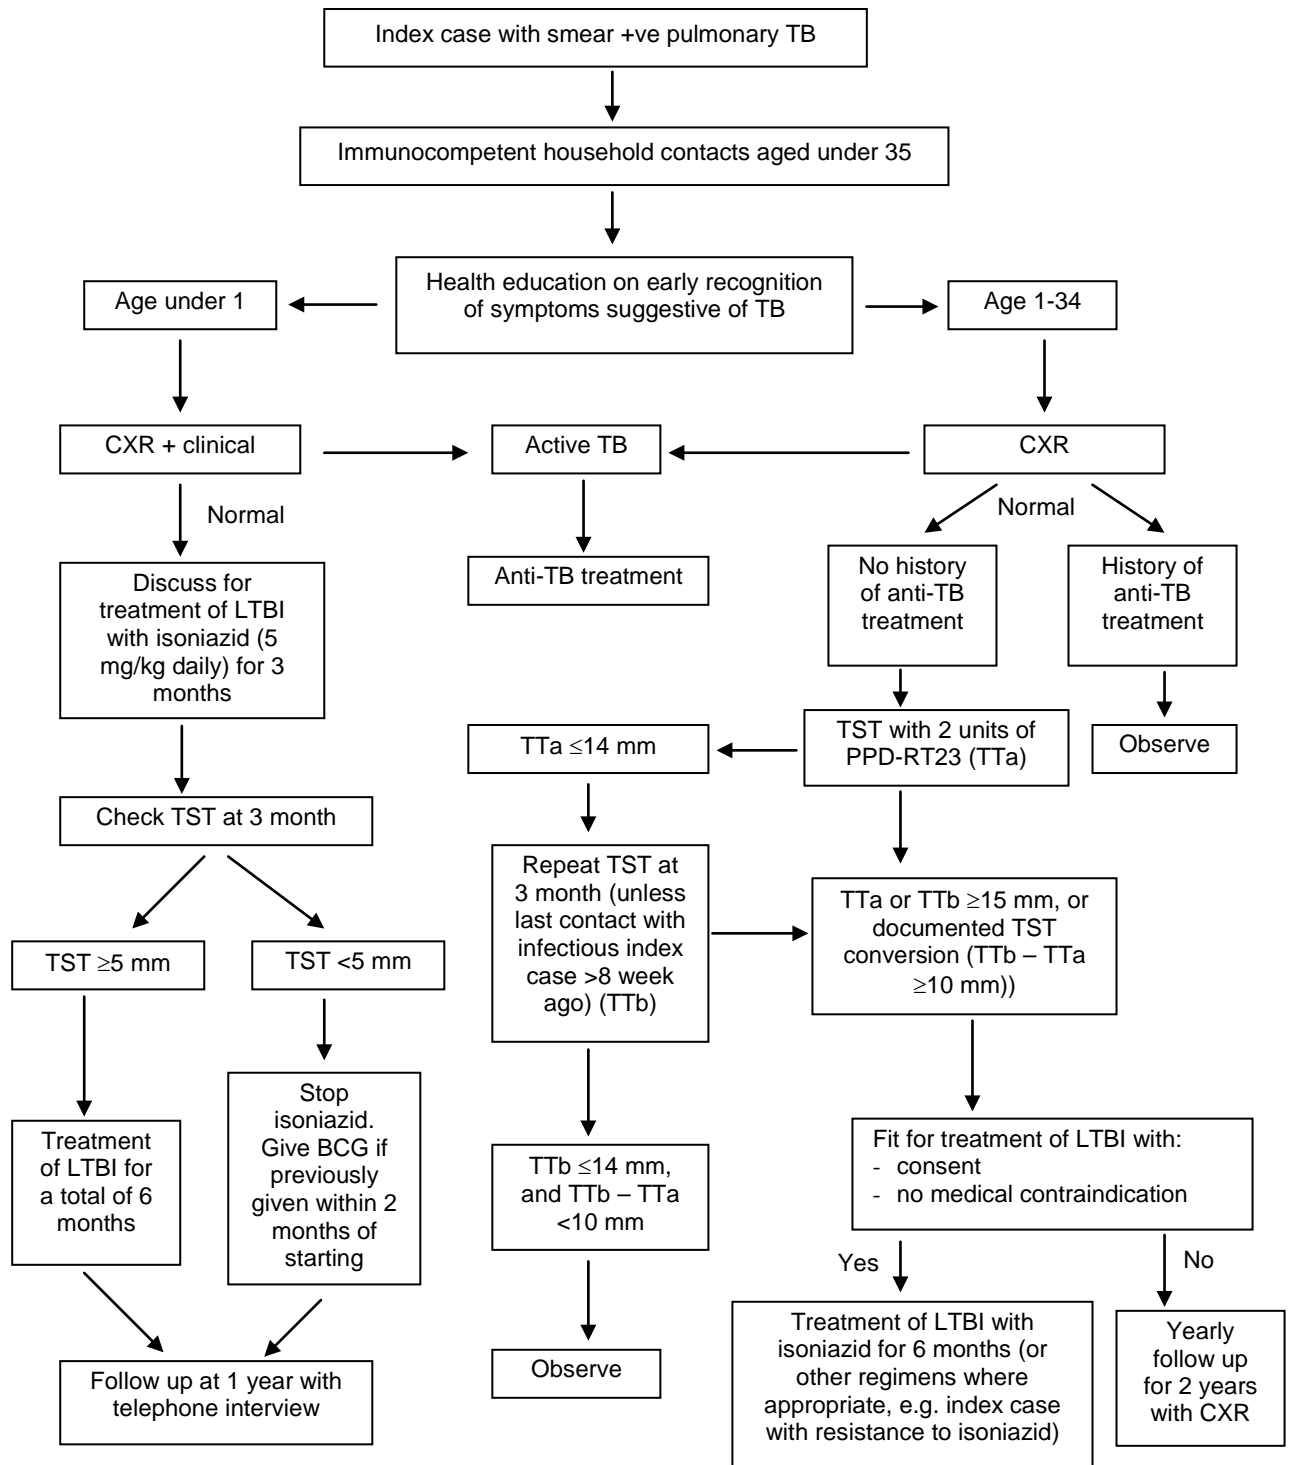 Index case with smear +ve pulmonary TB
Immunocompetent household contacts aged under 35
Health education on early recognition
of symptoms suggestive of TB
Age under 1
Age 1-34
CXR + clinical
Active TB
CXR
Normal
Normal
Discuss for
treatment of LTBI
with isoniazid (5
mg/kg daily) for 3
months
Anti-TB treatment
No history
of anti-TB
treatment
History of
anti-TB
treatment
TTa ≤14 mm
TST with 2 units of
PPD-RT23 (TTa)
Observe
Check TST at 3 month
Repeat TST at
3 month (unless
last contact with
infectious index
case >8 week
ago) (TTb)
TTa or TTb ≥15 mm, or
documented TST
conversion (TTb – TTa
≥10 mm))
TST ≥5 mm
TST <5 mm
Treatment
of LTBI for
a total of 6
months
Stop
isoniazid.
Give BCG if
previously
given within 2
months of
starting
TTb ≤14 mm,
and TTb – TTa
<10 mm
Fit for treatment of LTBI with:
- consent
- no medical contraindication
Yes
No
Follow up at 1 year with
telephone interview
Observe
Treatment of LTBI with
isoniazid for 6 months (or
other regimens where
appropriate, e.g. index case
with resistance to isoniazid)
Yearly
follow up
for 2 years
with CXR